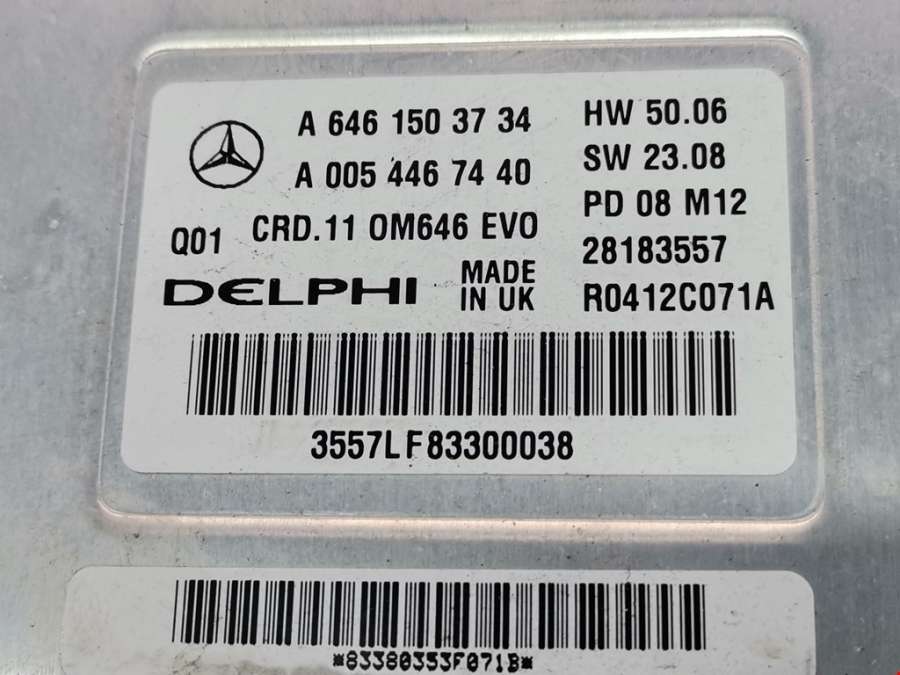 A 646 150 37 34
A 005 446 74 40
Q01 CRD.11 OM646 EVO
DELPHI MADE IN UK
HW 50.06
SW 23.08
PD 08 M12
28183557
R0412C071A
3557LF83300038
*83380353F071B*